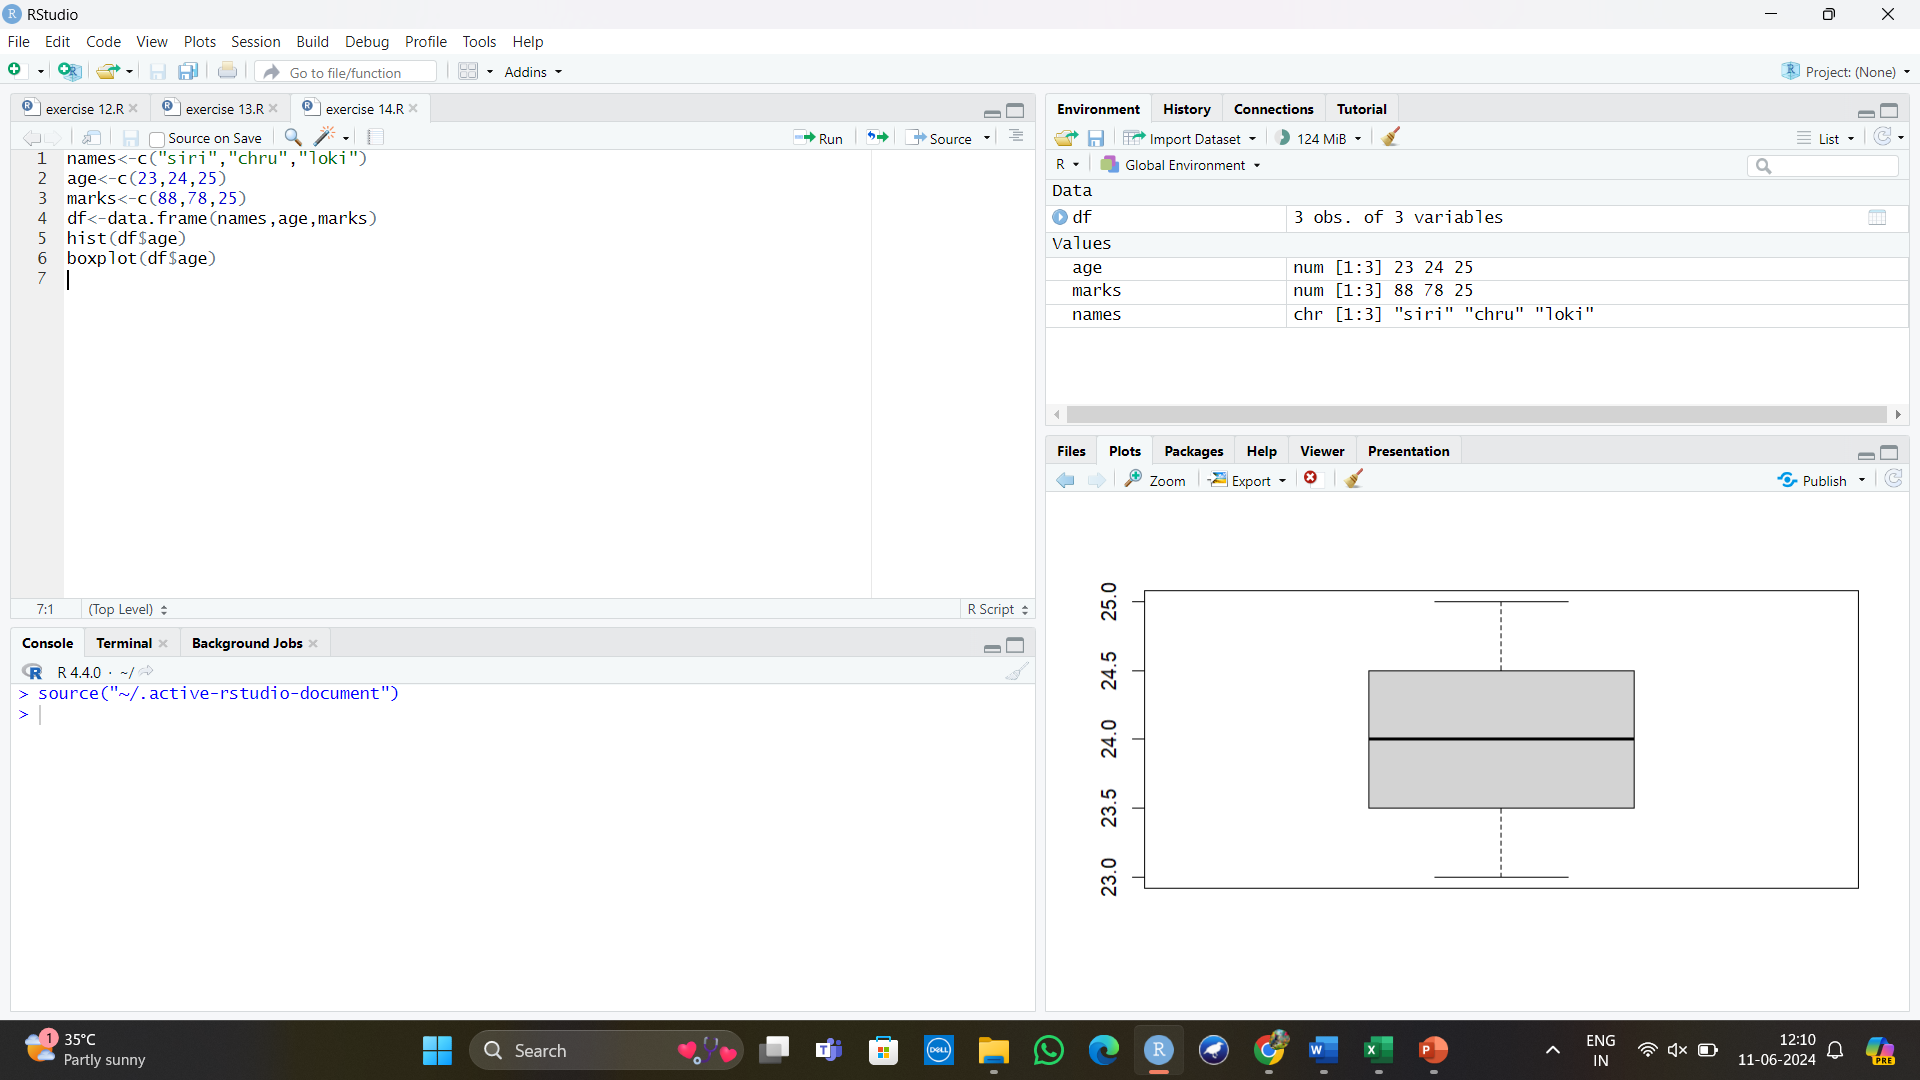 RStudio
File Edit Code View Plots Session Build Debug Profile Tools Help
Go to file/function Addins Project: (None)
exercise 12.R exercise 13.R exercise 14.R
Source on Save Run Source
1 names<-c("siri","chru","loki")
2 age<-c(23,24,25)
3 marks<-c(88,78,25)
4 df<-data.frame(names,age,marks)
5 hist(df$age)
6 boxplot(df$age)
7
7:1 (Top Level) R Script
Console Terminal Background Jobs
R 4.4.0 · ~/
> source("~/.active-rstudio-document")
>
Environment History Connections Tutorial
Import Dataset 124 MiB List
R Global Environment
Data
df 3 obs. of 3 variables
Values
age num [1:3] 23 24 25
marks num [1:3] 88 78 25
names chr [1:3] "siri" "chru" "loki"
Files Plots Packages Help Viewer Presentation
Zoom Export Publish
25.0
24.5
24.0
23.5
23.0
1 35°C
Partly sunny
Search
DELL
ENG
IN
12:10
11-06-2024
PRE